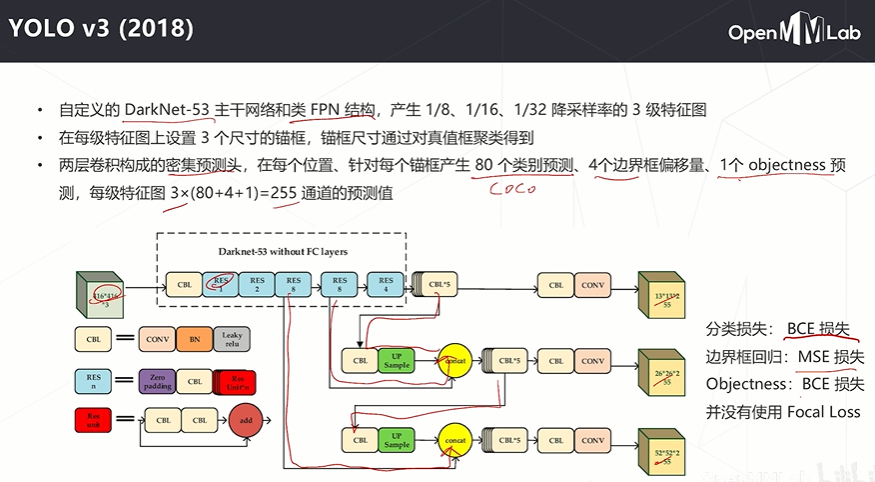 YOLO v3 (2018)
Open MMLab
• 自定义的 DarkNet-53 主干网络和类 FPN 结构，产生 1/8、1/16、1/32 降采样率的 3 级特征图
• 在每级特征图上设置 3 个尺寸的锚框，锚框尺寸通过对真值框聚类得到
• 两层卷积构成的密集预测头，在每个位置、针对每个锚框产生 80 个类别预测、4个边界框偏移量、1个 objectness 预
测，每级特征图 3×(80+4+1)=255 通道的预测值
COCO
Darknet-53 without FC layers
416*416
*3
CBL
RES
1
RES
2
RES
8
RES
8
RES
4
CBL*5
CBL
CONV
13*13*2
55
CBL
CONV
BN
Leaky
relu
CBL
UP
Sample
concat
CBL*5
CBL
CONV
26*26*2
55
RES
n
Zero
padding
CBL
Res
Unit*n
Res
unit
CBL
CBL
add
CBL
UP
Sample
concat
CBL*5
CBL
CONV
52*52*2
55
分类损失： BCE 损失
边界框回归：MSE 损失
Objectness：BCE 损失
并没有使用 Focal Loss